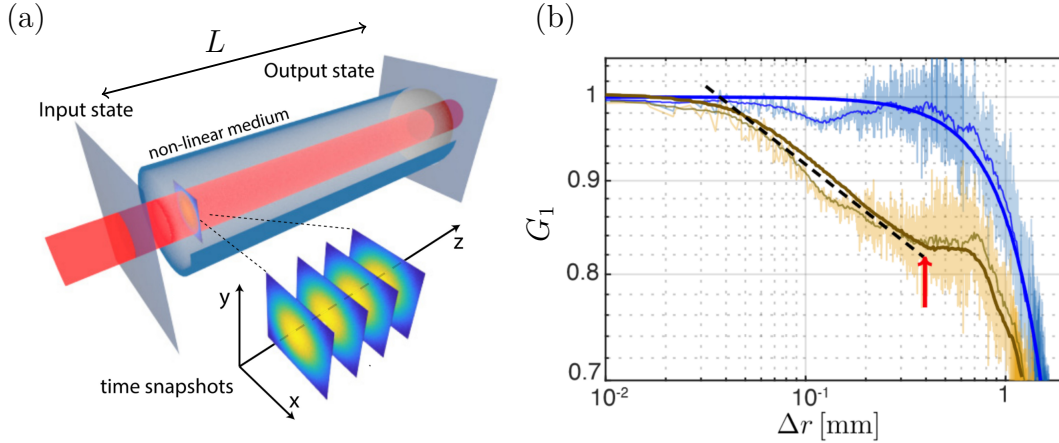 (a)
L
Output state
Input state
non-linear medium
z
y
x
time snapshots
(b)
1
0.9
0.8
0.7
G₁
10⁻²
10⁻¹
1
Δr [mm]